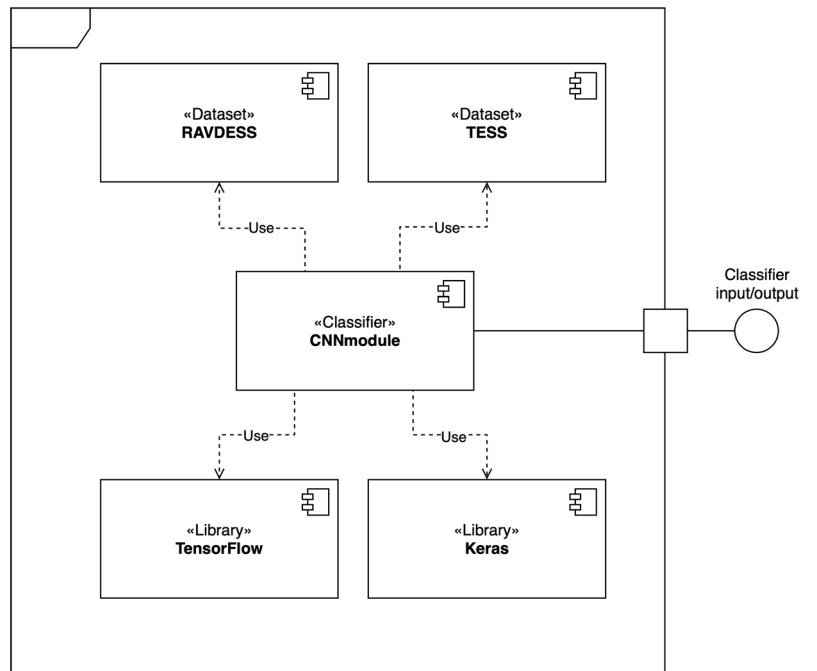 «Dataset»
RAVDESS
«Dataset»
TESS
Use
Use
Classifier
input/output
«Classifier»
CNNmodule
Use
Use
«Library»
TensorFlow
«Library»
Keras